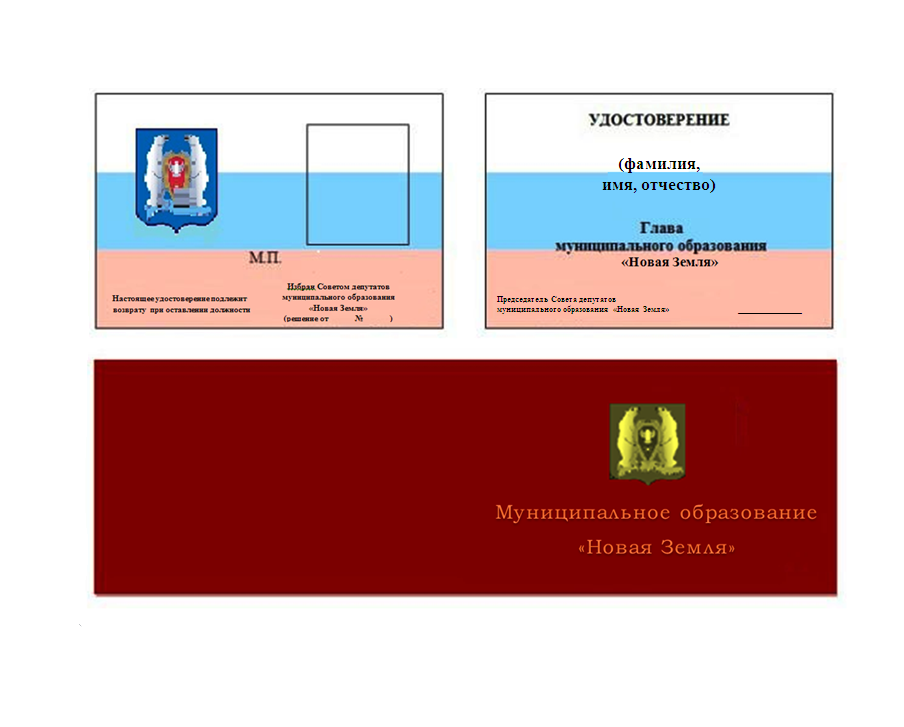 М.П.
Настоящее удостоверение подлежит
возврату при оставлении должности
Избран Советом депутатов
муниципального образования
«Новая Земля»
(решение от № )
УДОСТОВЕРЕНИЕ
(фамилия,
имя, отчество)
Глава
муниципального образования
«Новая Земля»
Председатель Совета депутатов
муниципального образования «Новая Земля»
Муниципальное образование
«Новая Земля»